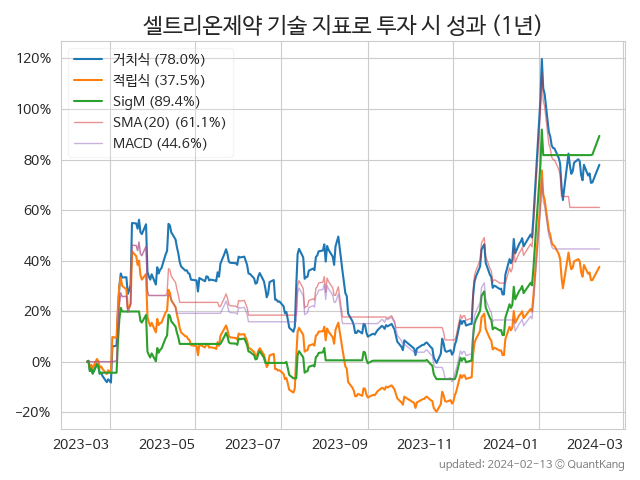 셀트리온제약 기술 지표로 투자 시 성과 (1년)
120%
100%
80%
60%
40%
20%
0%
−20%
거치식 (78.0%)
적립식 (37.5%)
SigM (89.4%)
SMA(20) (61.1%)
MACD (44.6%)
2023-03
2023-05
2023-07
2023-09
2023-11
2024-01
2024-03
updated: 2024-02-13 © QuantKang